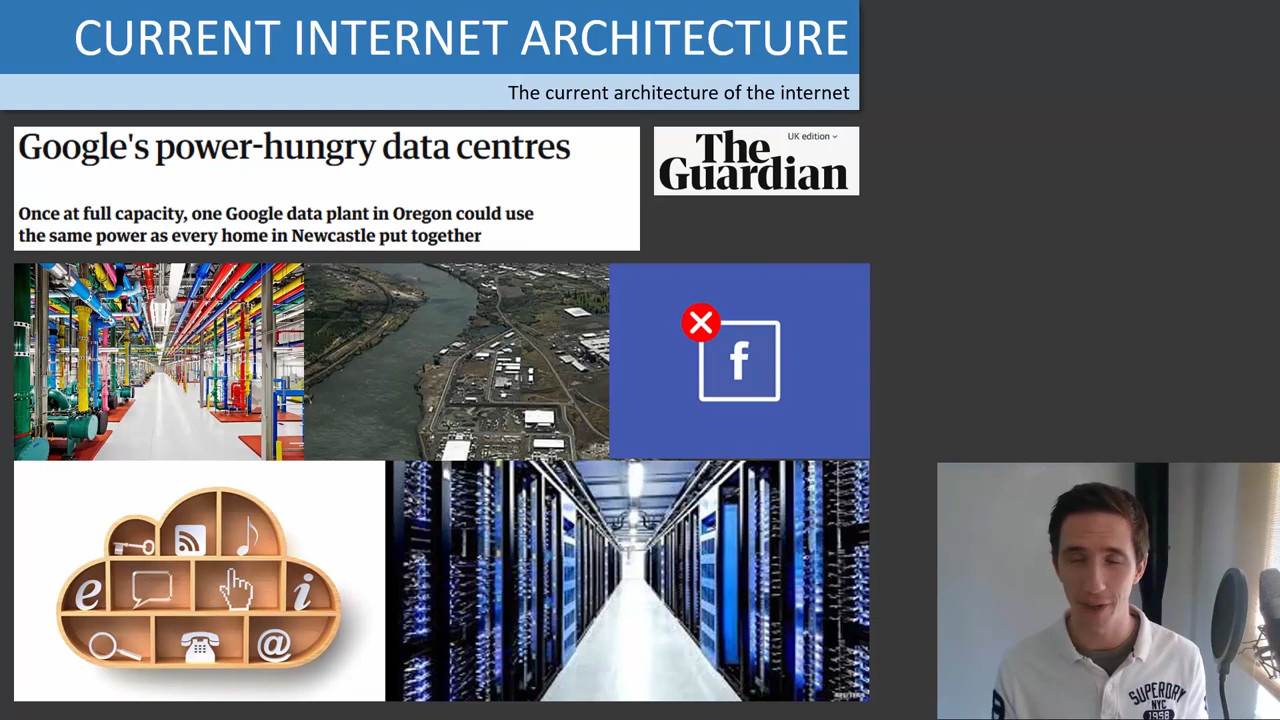 CURRENT INTERNET ARCHITECTURE
The current architecture of the internet
Google's power-hungry data centres
UK edition
The
Guardian
Once at full capacity, one Google data plant in Oregon could use
the same power as every home in Newcastle put together
f
e
i
@
SUPERDRY
NYC
1958